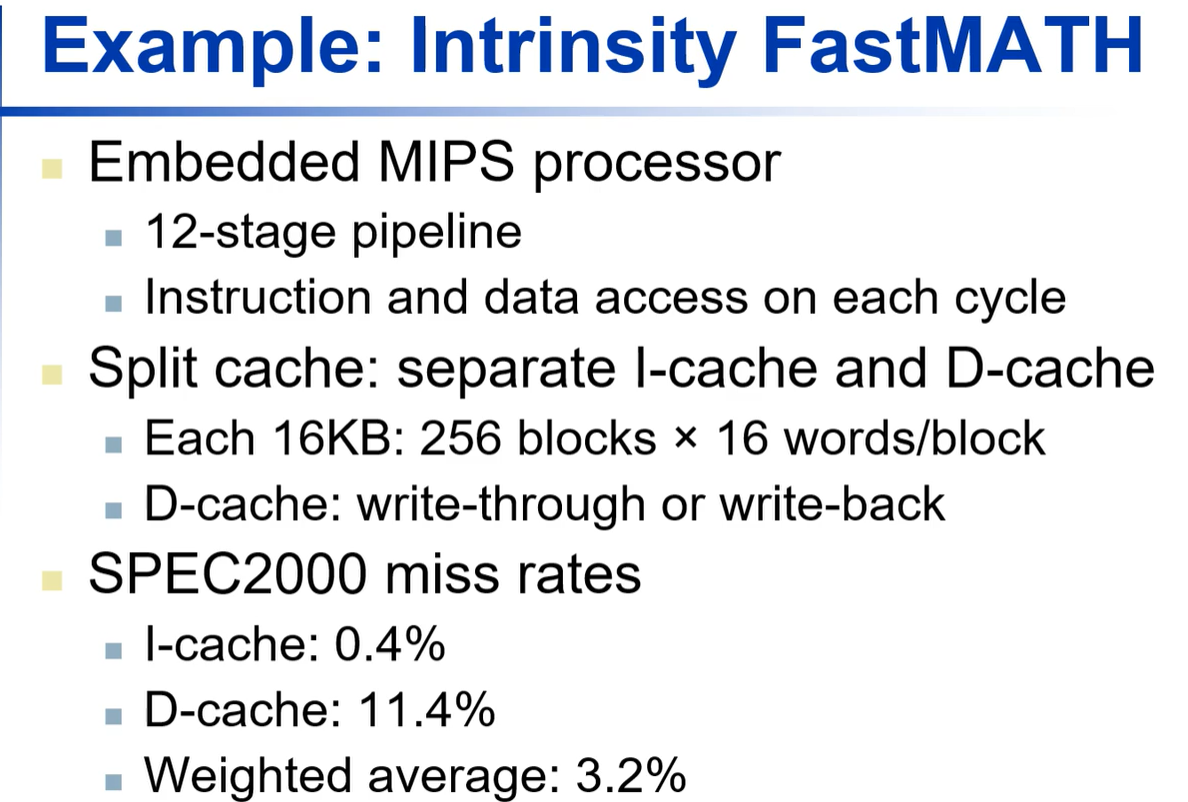 Example: Intrinsity FastMATH
Embedded MIPS processor
12-stage pipeline
Instruction and data access on each cycle
Split cache: separate I-cache and D-cache
Each 16KB: 256 blocks × 16 words/block
D-cache: write-through or write-back
SPEC2000 miss rates
I-cache: 0.4%
D-cache: 11.4%
Weighted average: 3.2%